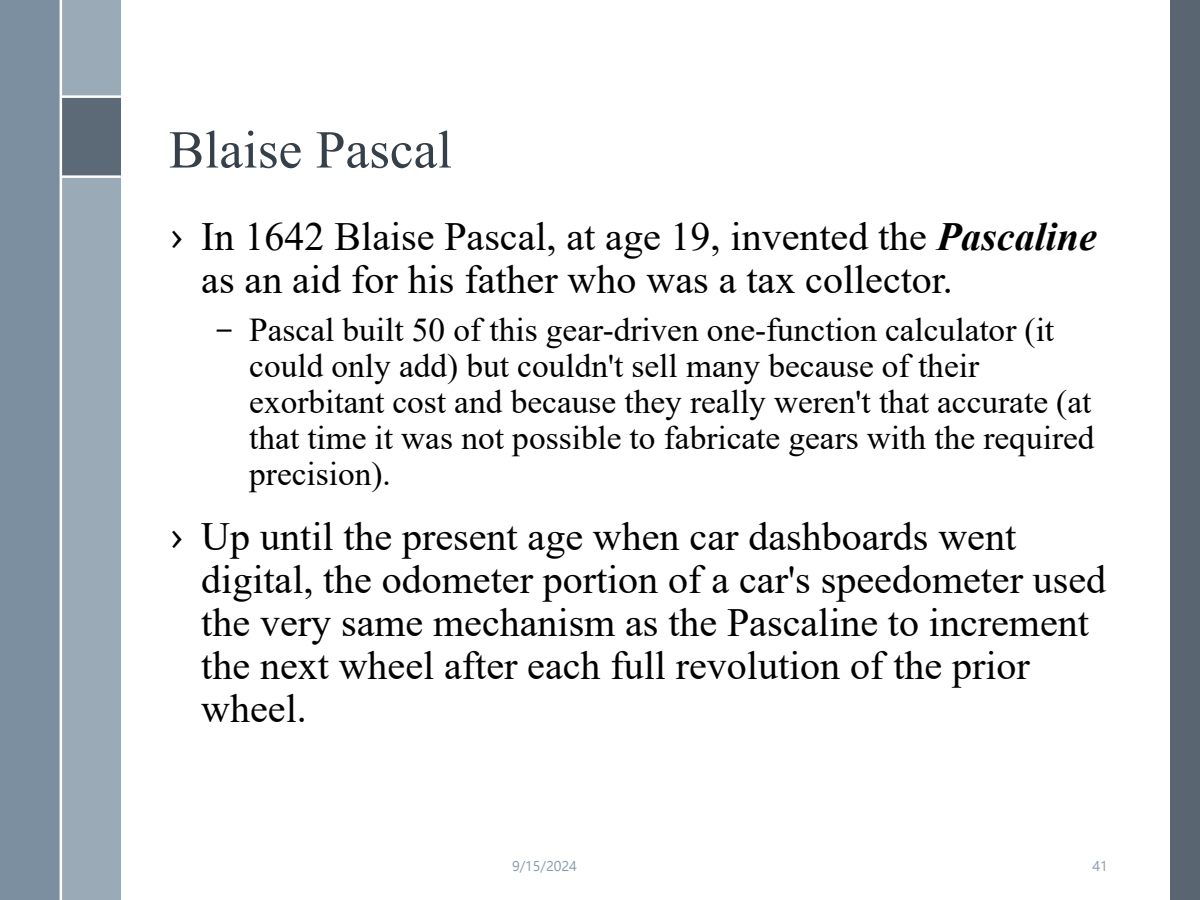 Blaise Pascal
› In 1642 Blaise Pascal, at age 19, invented the Pascaline
as an aid for his father who was a tax collector.
– Pascal built 50 of this gear-driven one-function calculator (it
could only add) but couldn't sell many because of their
exorbitant cost and because they really weren't that accurate (at
that time it was not possible to fabricate gears with the required
precision).
› Up until the present age when car dashboards went
digital, the odometer portion of a car's speedometer used
the very same mechanism as the Pascaline to increment
the next wheel after each full revolution of the prior
wheel.
9/15/2024
41